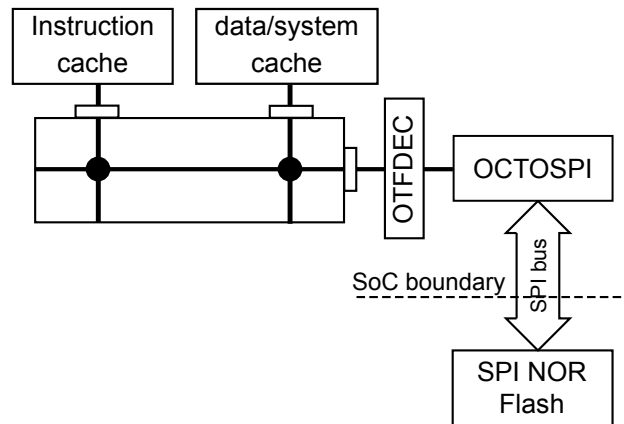 Instruction
cache
data/system
cache
OTFDEC
OCTOSPI
SoC boundary
SPI bus
SPI NOR
Flash